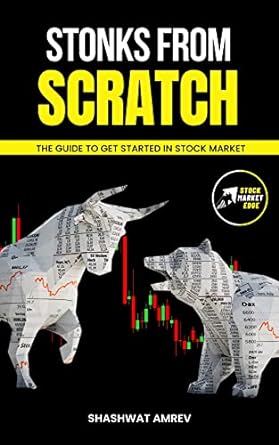 STONKS FROM
SCRATCH
THE GUIDE TO GET STARTED IN STOCK MARKET
STOCK
MARKET
EDGE
SHASHWAT AMREV